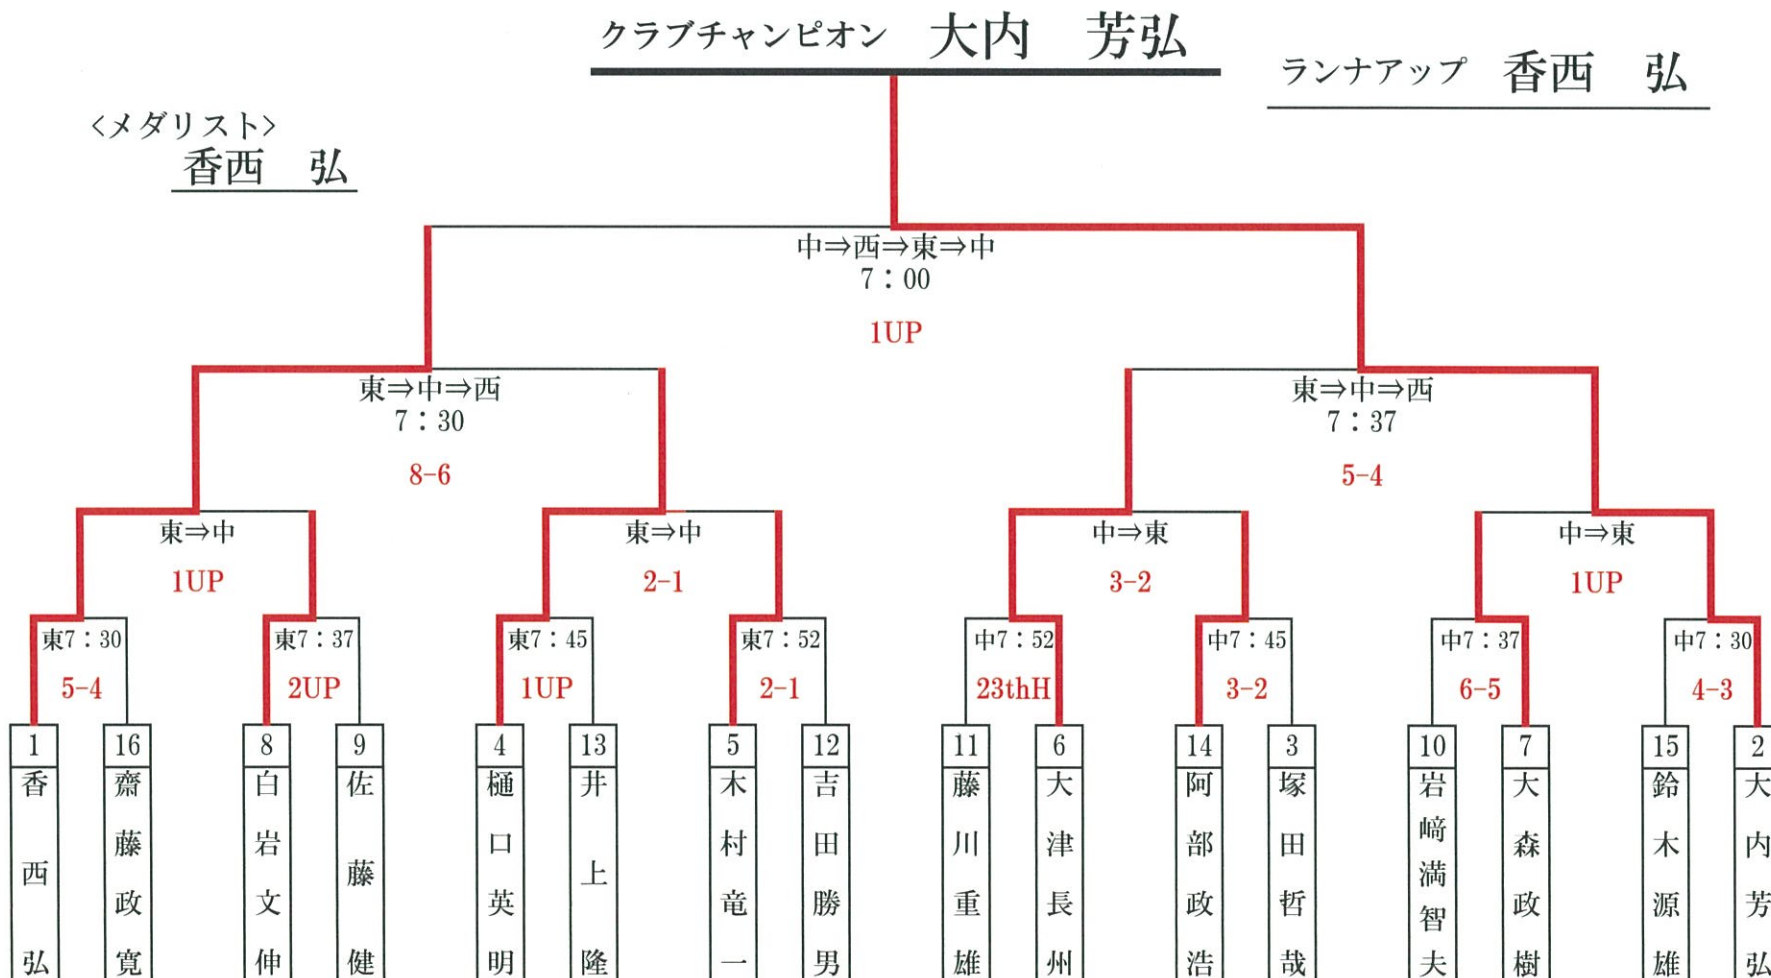 クラブチャンピオン 大内 芳弘
ランナアップ 香西 弘
<メダリスト>
香西 弘
中⇒西⇒東⇒中
7:00
1UP
東⇒中⇒西
7:30
8-6
東⇒中⇒西
7:37
5-4
東⇒中
1UP
東⇒中
2-1
中⇒東
3-2
中⇒東
1UP
東7:30
5-4
東7:37
2UP
東7:45
1UP
東7:52
2-1
中7:52
23thH
中7:45
3-2
中7:37
6-5
中7:30
4-3
1
香西弘
16
齋藤政寛
8
白岩文伸
9
佐藤健
4
樋口英明
13
井上隆
5
木村竜一
12
吉田勝男
11
藤川重雄
6
大津長州
14
阿部政浩
3
塚田哲哉
10
岩﨑満智夫
7
大森政樹
15
鈴木源雄
2
大内芳弘